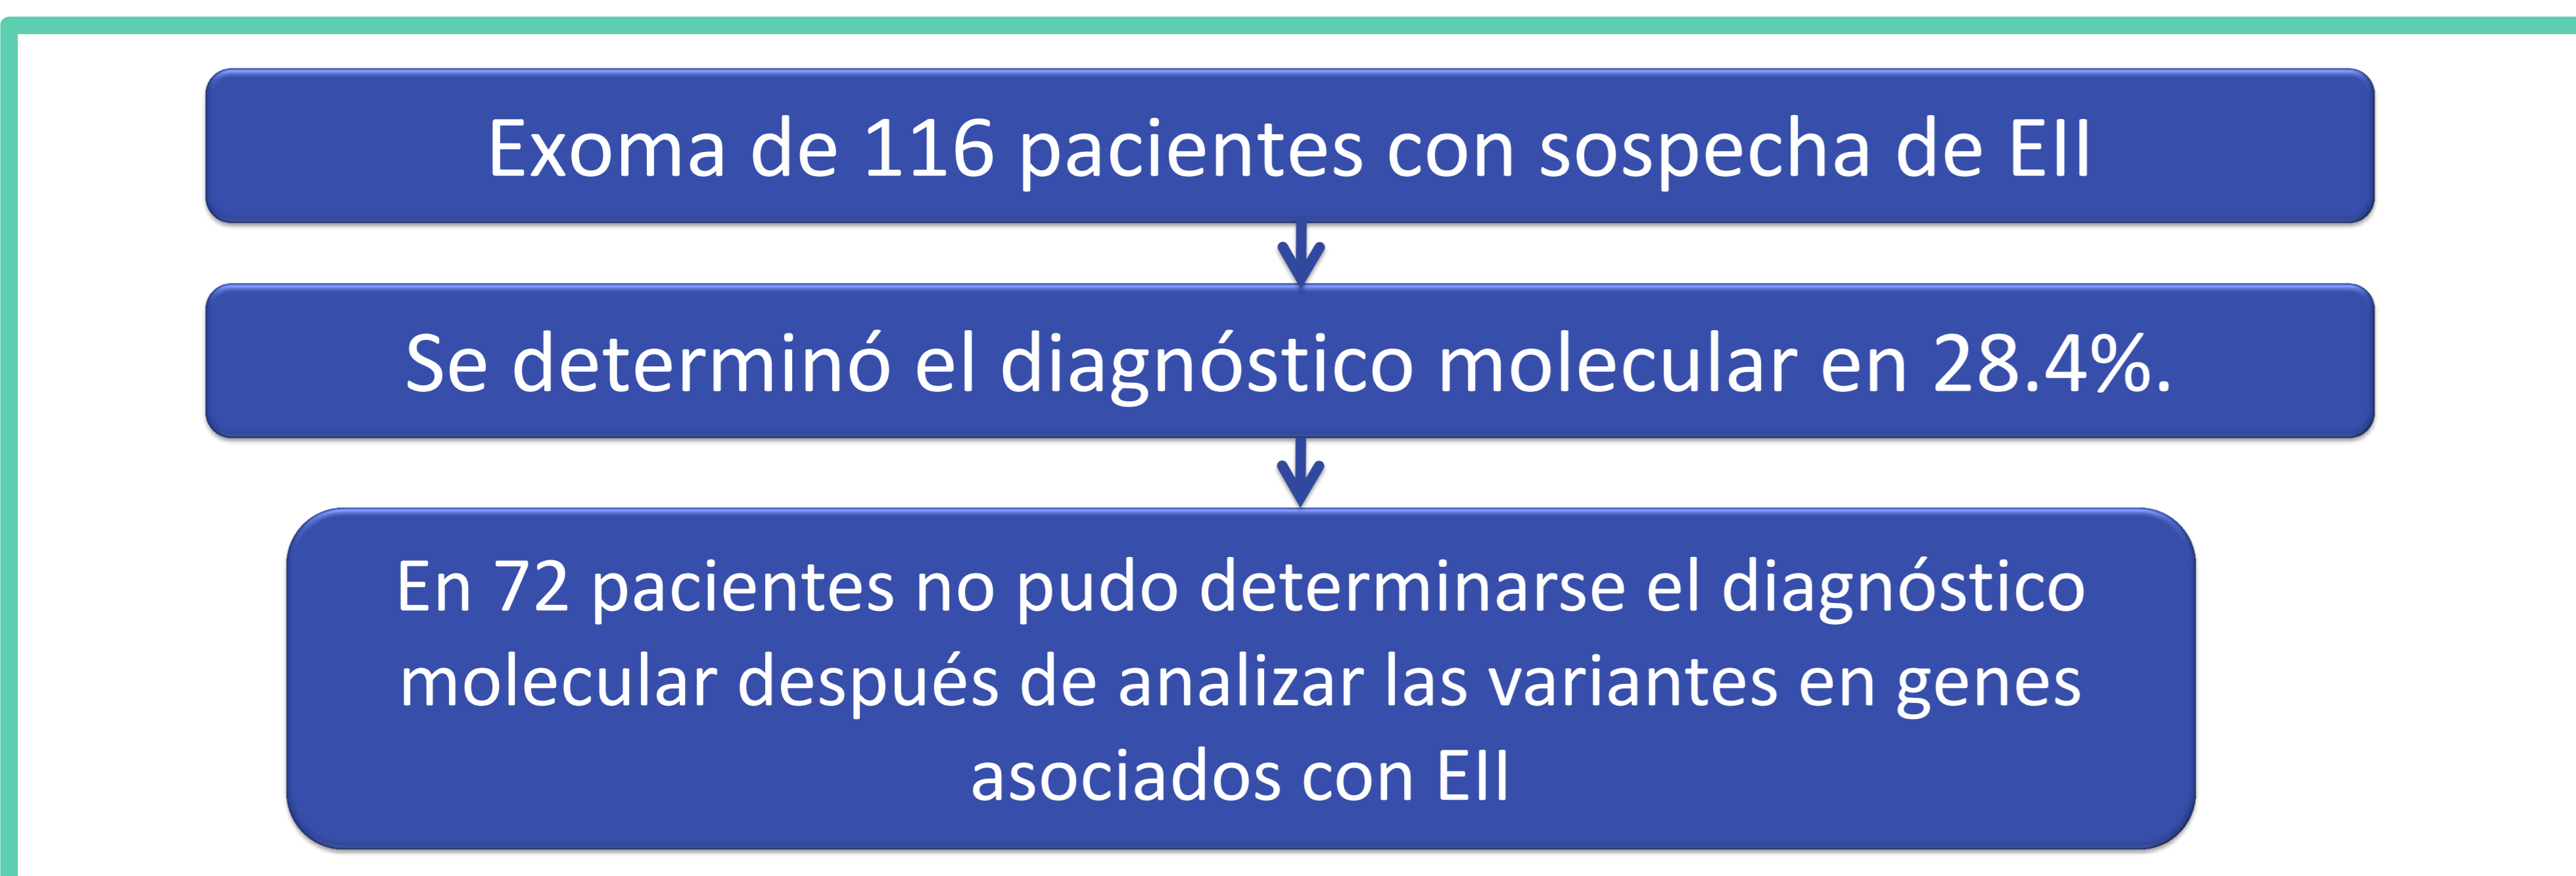 Exoma de 116 pacientes con sospecha de EII
Se determinó el diagnóstico molecular en 28.4%.
En 72 pacientes no pudo determinarse el diagnóstico
molecular después de analizar las variantes en genes
asociados con EII